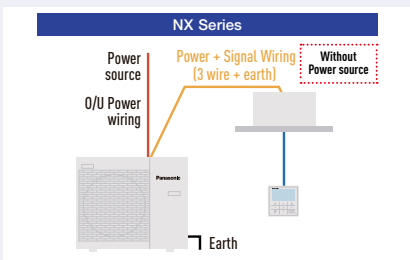 NX Series
Power
source
O/U Power
wiring
Power + Signal Wiring
(3 wire + earth)
Without
Power source
Panasonic
Earth